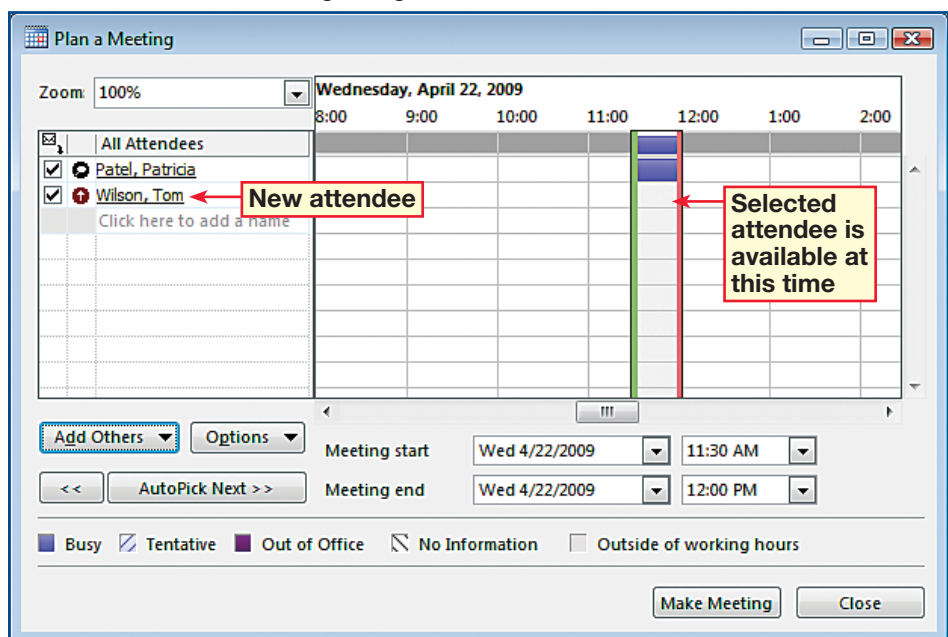 Plan a Meeting
Zoom: 100%
Wednesday, April 22, 2009
8:00 9:00 10:00 11:00 12:00 1:00 2:00
All Attendees
Patel, Patricia
Wilson, Tom
New attendee
Click here to add a name
Selected
attendee is
available at
this time
Add Others Options
Meeting start Wed 4/22/2009 11:30 AM
<< AutoPick Next >>
Meeting end Wed 4/22/2009 12:00 PM
Busy Tentative Out of Office No Information Outside of working hours
Make Meeting Close